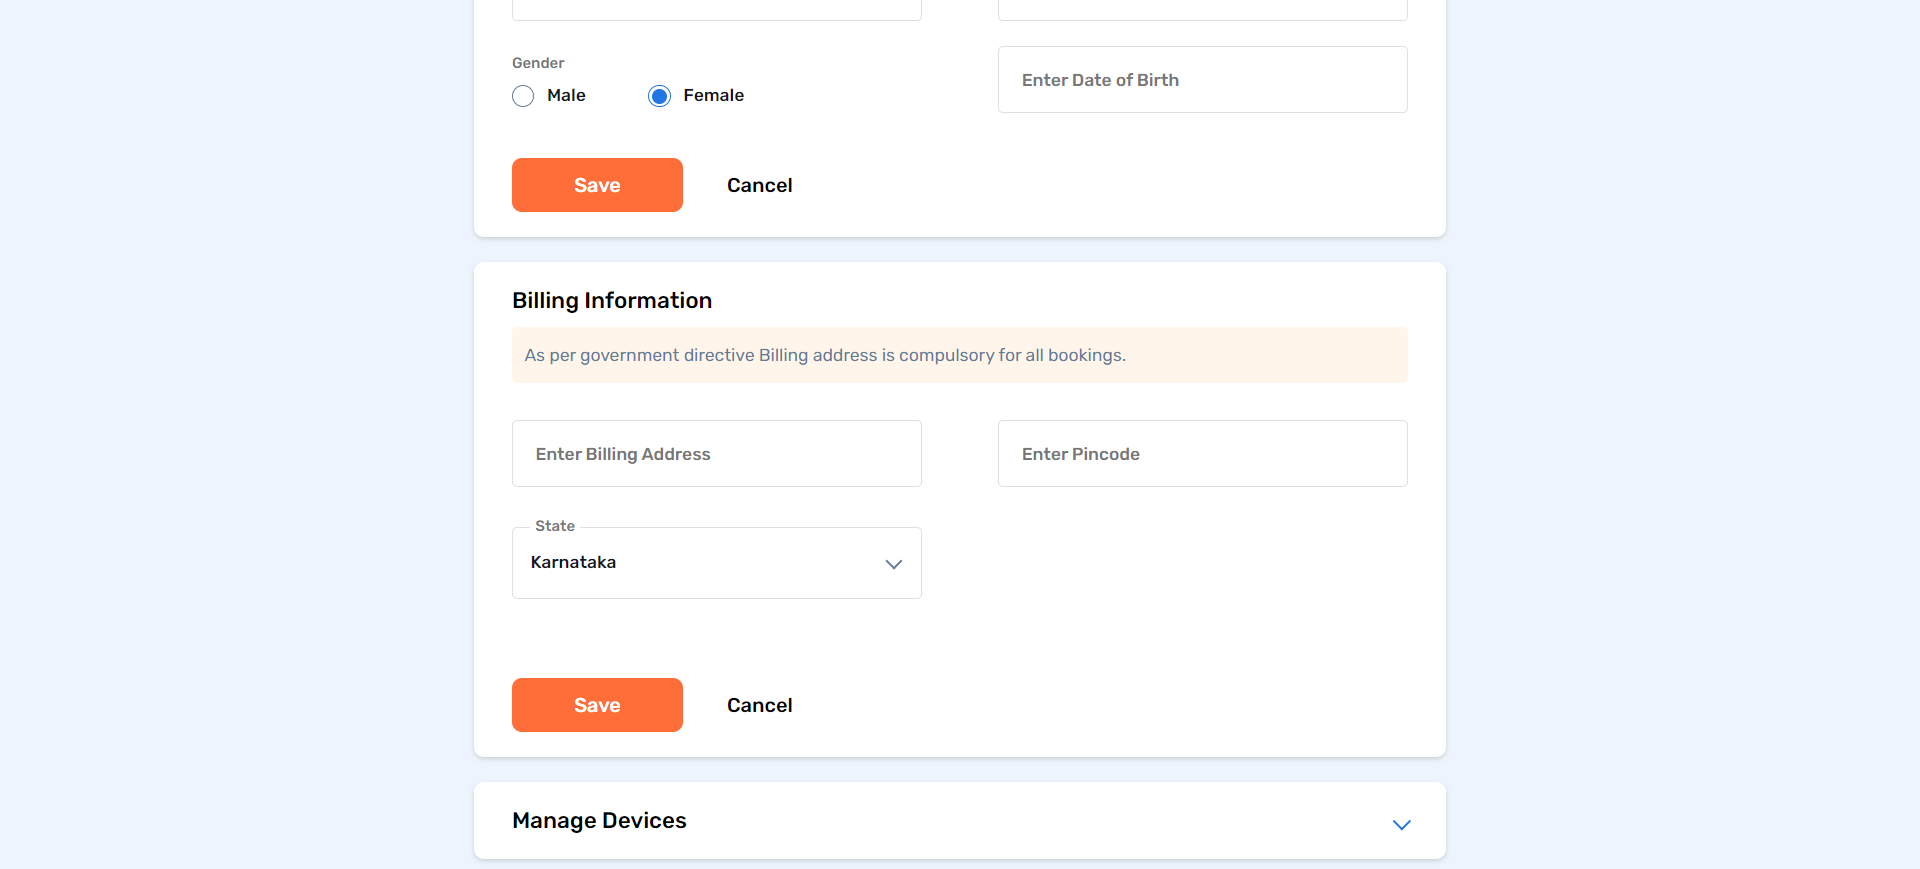 Gender
Male
Female
Enter Date of Birth
Save
Cancel
Billing Information
As per government directive Billing address is compulsory for all bookings.
Enter Billing Address
Enter Pincode
State
Karnataka
Save
Cancel
Manage Devices